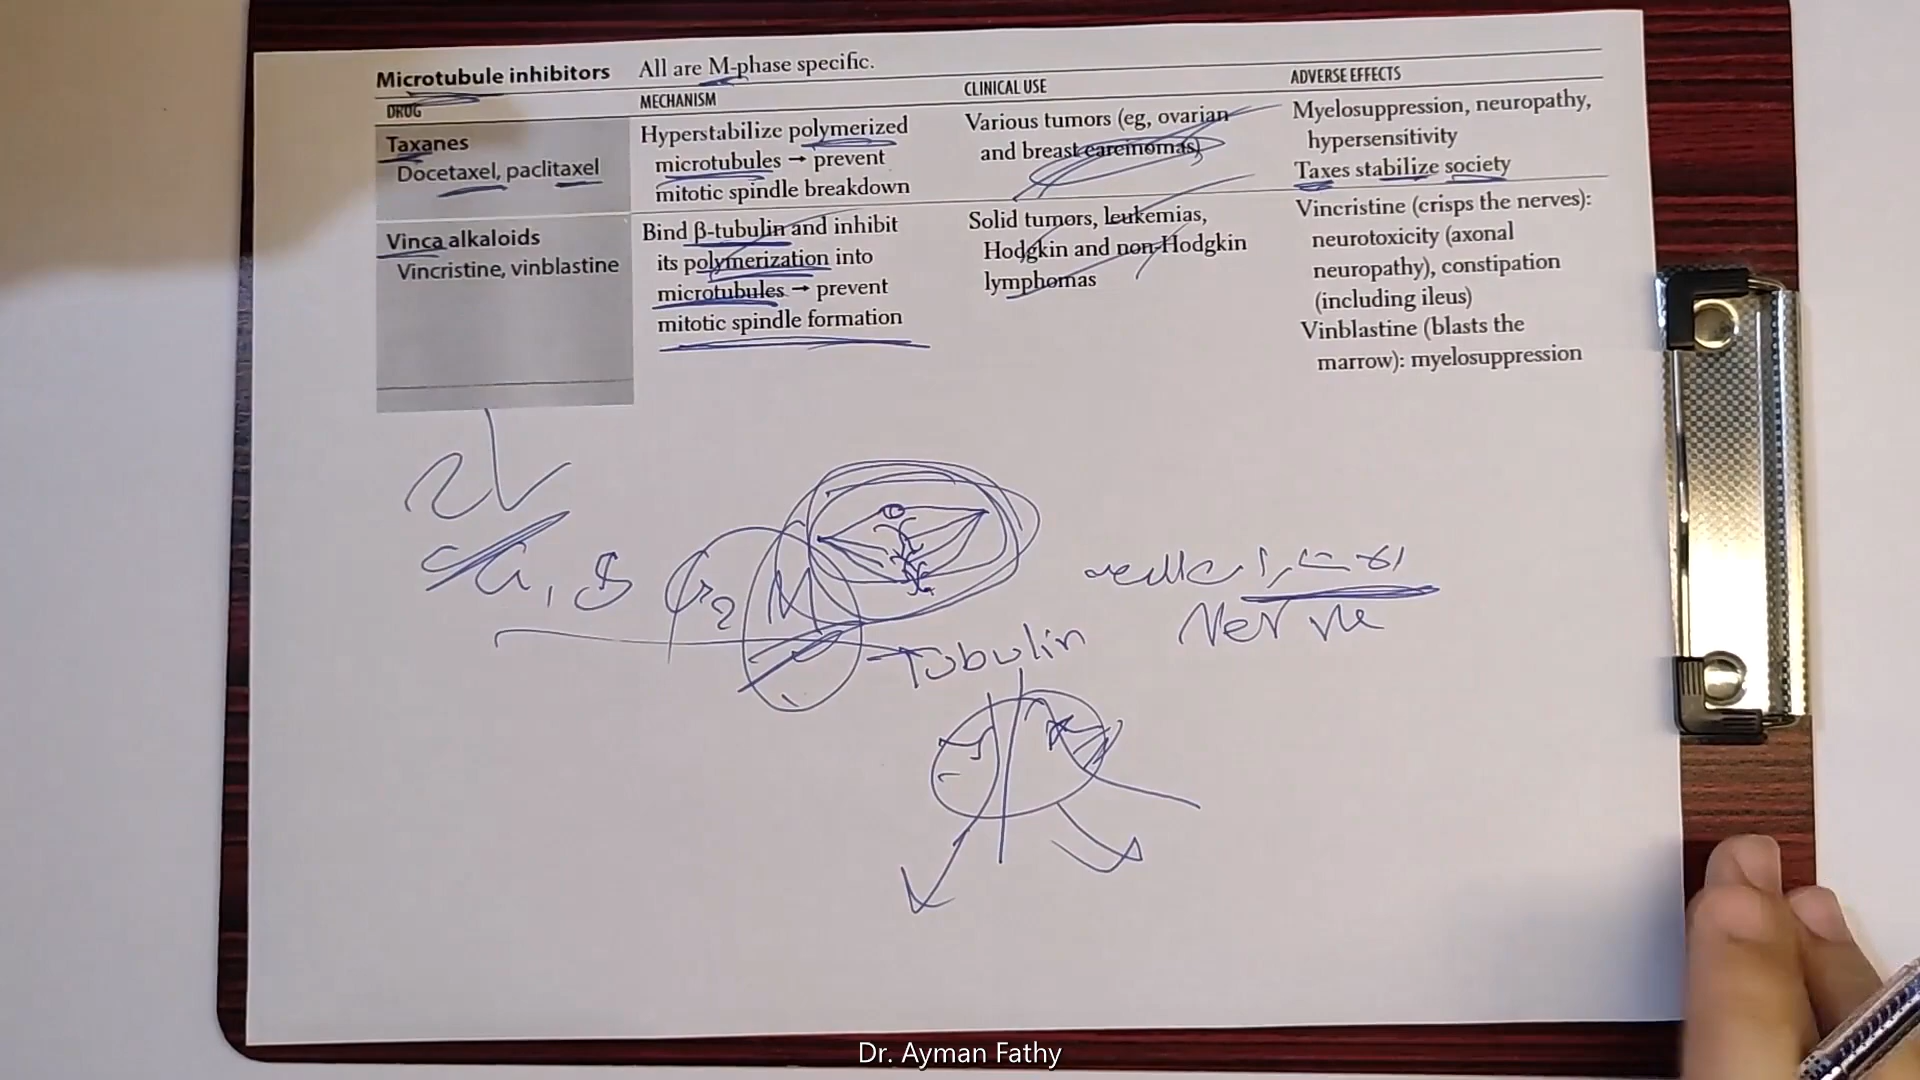 Microtubule inhibitors All are M-phase specific.
DRUG MECHANISM CLINICAL USE ADVERSE EFFECTS
Taxanes
Docetaxel, paclitaxel
Hyperstabilize polymerized
microtubules → prevent
mitotic spindle breakdown
Various tumors (eg, ovarian
and breast carcinomas)
Myelosuppression, neuropathy,
hypersensitivity
Taxes stabilize society
Vinca alkaloids
Vincristine, vinblastine
Bind β-tubulin and inhibit
its polymerization into
microtubules → prevent
mitotic spindle formation
Solid tumors, leukemias,
Hodgkin and non-Hodgkin
lymphomas
Vincristine (crisps the nerves):
neurotoxicity (axonal
neuropathy), constipation
(including ileus)
Vinblastine (blasts the
marrow): myelosuppression
G1 S G2 M
Tubulin
Nerve
Dr. Ayman Fathy